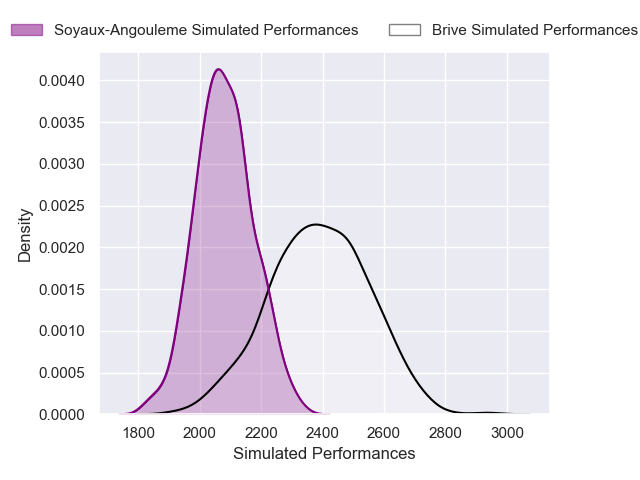 Soyaux-Angouleme Simulated Performances
Brive Simulated Performances
0.0040
0.0035
0.0030
0.0025
0.0020
0.0015
0.0010
0.0005
0.0000
Density
1800 2000 2200 2400 2600 2800 3000
Simulated Performances